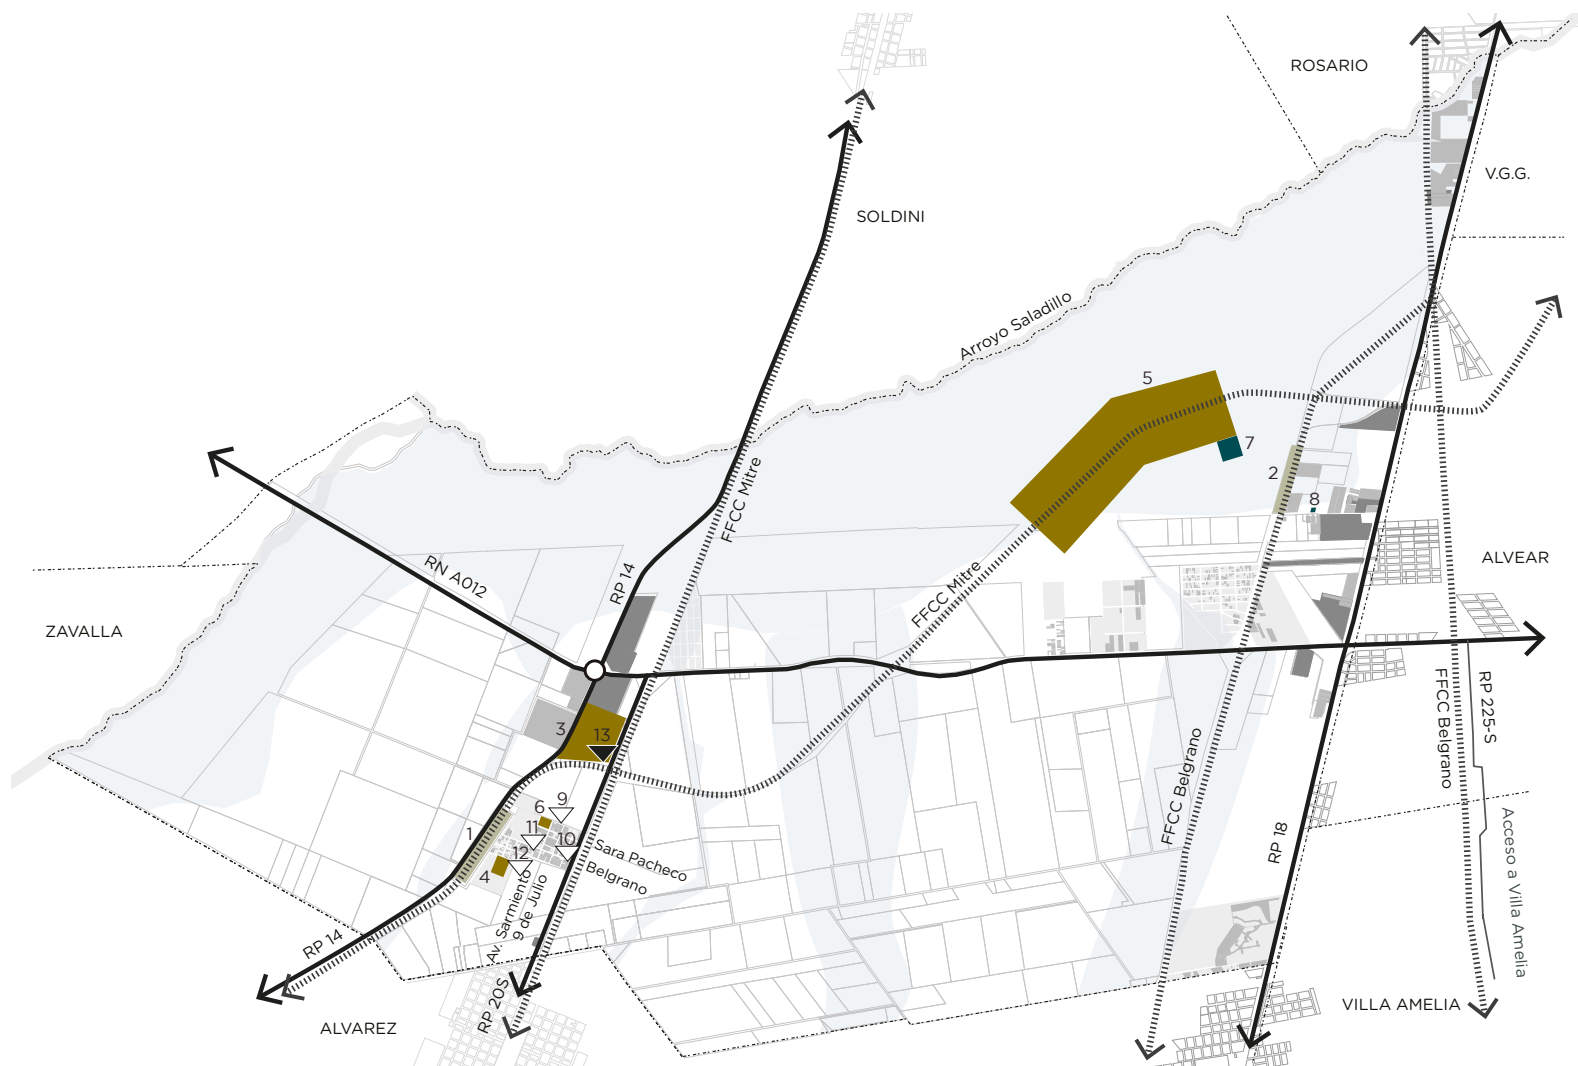 ROSARIO
V.G.G.
SOLDINI
Arroyo Saladillo
5
7
2
8
FFCC Mitre
ALVEAR
RN A012
RP 14
FFCC Mitre
ZAVALLA
3
13
FFCC Belgrano
FFCC Belgrano
RP 225-S
6
9
1
11
10
12
4
Sara Pacheco
Belgrano
RP 18
Acceso a Villa Amelia
Av. Sarmiento
9 de Julio
RP 14
RP 20S
ALVAREZ
VILLA AMELIA